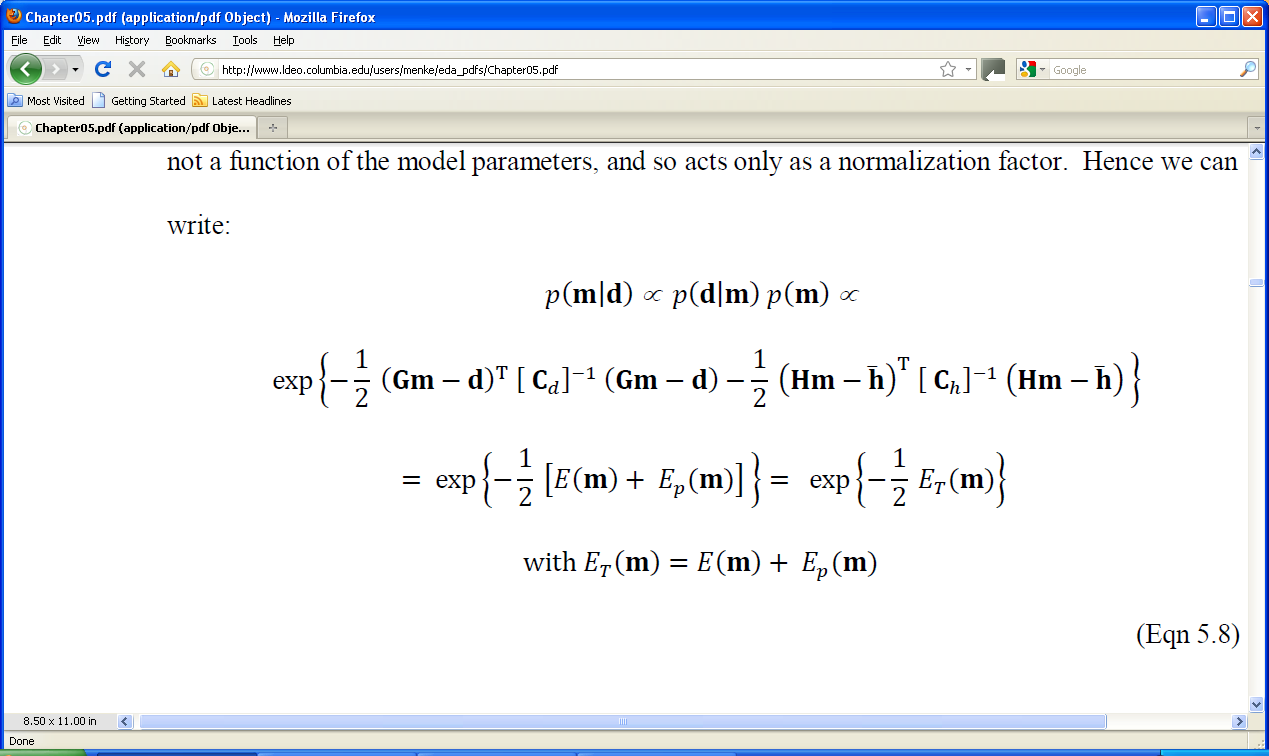 Chapter05.pdf (application/pdf Object) - Mozilla Firefox
File Edit View History Bookmarks Tools Help
http://www.ldeo.columbia.edu/users/menke/eda_pdfs/Chapter05.pdf Google
Most Visited Getting Started Latest Headlines
Chapter05.pdf (application/pdf Obje...
not a function of the model parameters, and so acts only as a normalization factor. Hence we can
write:
p(m|d) ∝ p(d|m) p(m) ∝
exp{−1/2 (Gm − d)ᵀ [ C_d]⁻¹ (Gm − d) − 1/2 (Hm − h̄)ᵀ [ C_h]⁻¹ (Hm − h̄)}
= exp{−1/2 [E(m) + E_p(m)]} = exp{−1/2 E_T(m)}
with E_T(m) = E(m) + E_p(m)
(Eqn 5.8)
8.50 x 11.00 in
Done